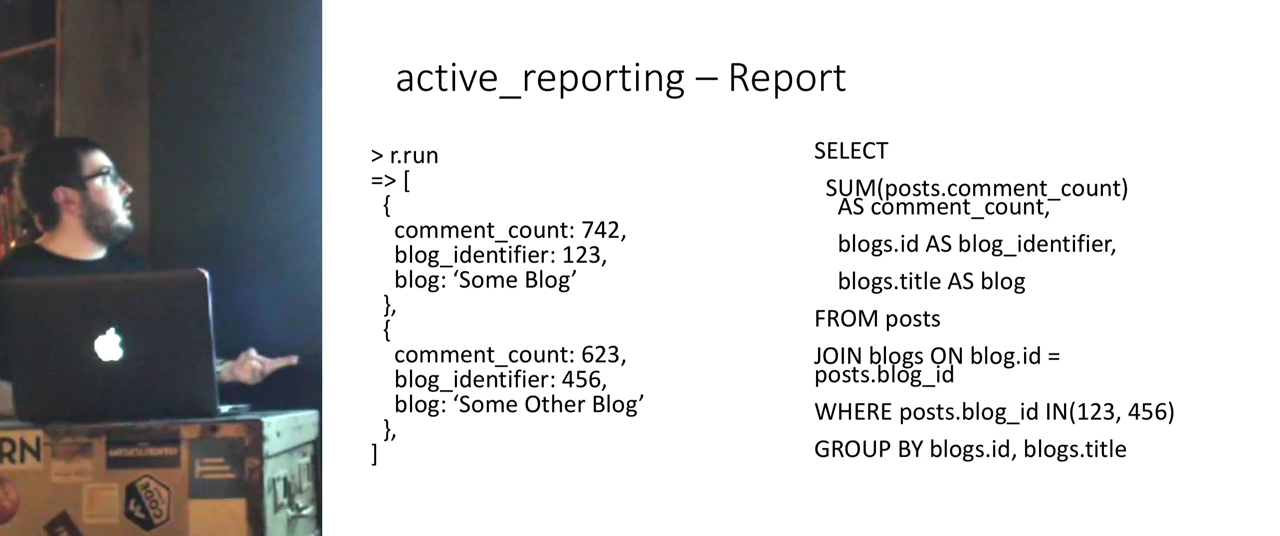 active_reporting – Report
> r.run
=> [
{
comment_count: 742,
blog_identifier: 123,
blog: ‘Some Blog’
},
{
comment_count: 623,
blog_identifier: 456,
blog: ‘Some Other Blog’
},
]
SELECT
SUM(posts.comment_count)
AS comment_count,
blogs.id AS blog_identifier,
blogs.title AS blog
FROM posts
JOIN blogs ON blog.id =
posts.blog_id
WHERE posts.blog_id IN(123, 456)
GROUP BY blogs.id, blogs.title
RN
CODE